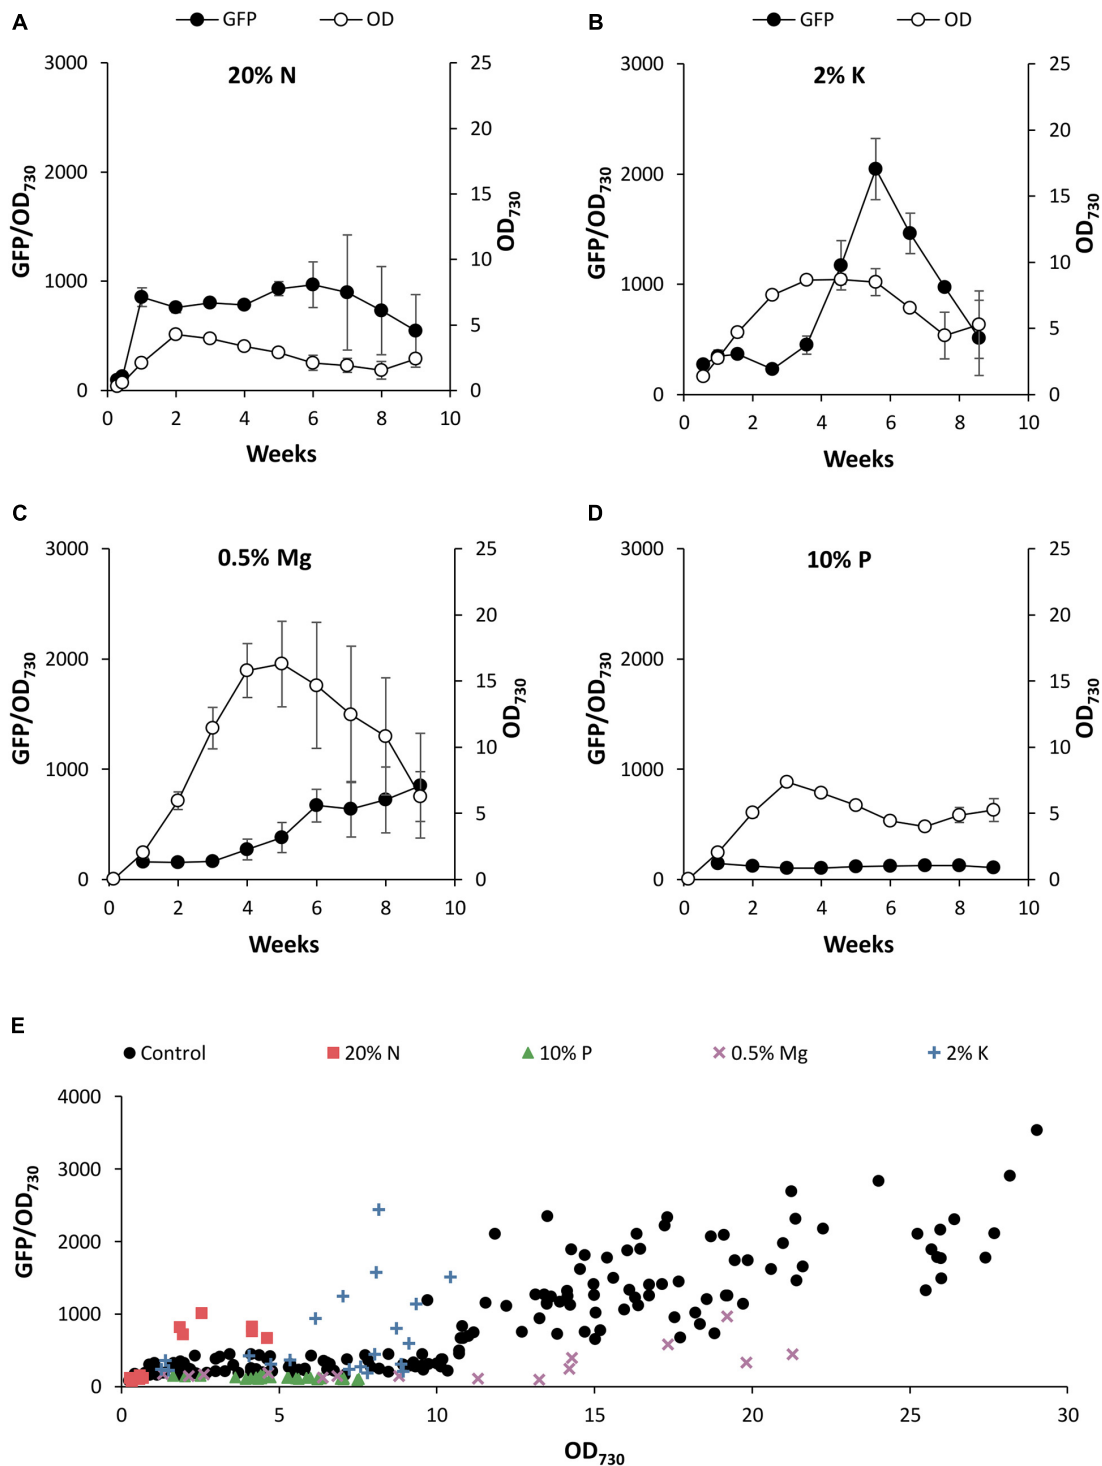 A
GFP OD
20% N
3000
2000
1000
0
25
20
15
10
5
0
0 2 4 6 8 10
GFP/OD730
OD730
Weeks
B
GFP OD
2% K
3000
2000
1000
0
25
20
15
10
5
0
0 2 4 6 8 10
GFP/OD730
OD730
Weeks
C
0.5% Mg
3000
2000
1000
0
25
20
15
10
5
0
0 2 4 6 8 10
GFP/OD730
OD730
Weeks
D
10% P
3000
2000
1000
0
25
20
15
10
5
0
0 2 4 6 8 10
GFP/OD730
OD730
Weeks
E
Control 20% N 10% P 0.5% Mg 2% K
4000
3000
2000
1000
0
0 5 10 15 20 25 30
GFP/OD730
OD730